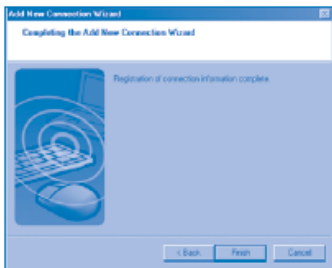 Add New Connection Wizard
Completing the Add New Connection Wizard
Registration of connection information complete.
< Back
Finish
Cancel